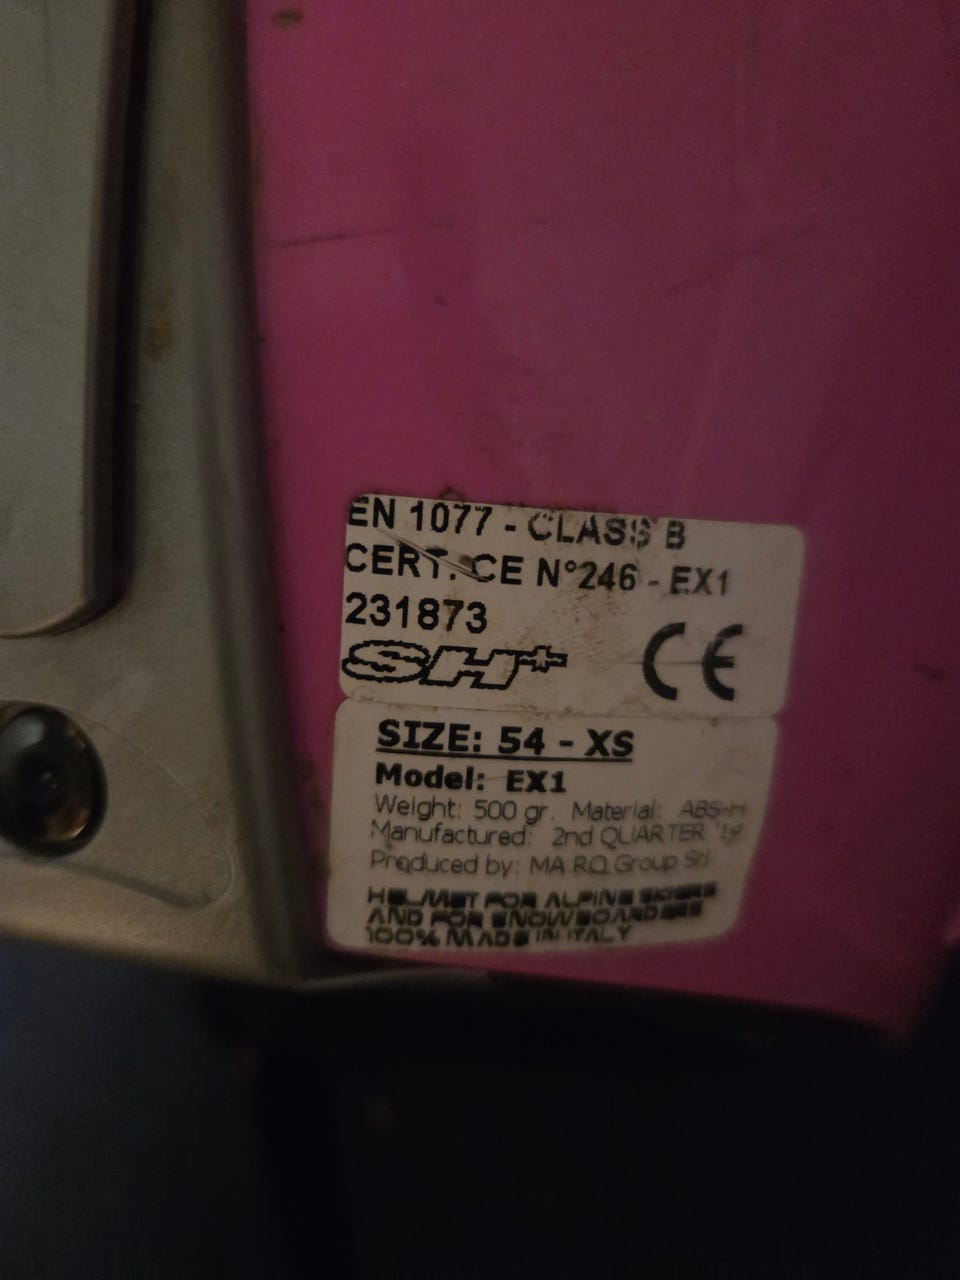 EN 1077 - CLASS B
CERT. CE N°246 - EX1
231873
SH+ CE
SIZE: 54 - XS
Model: EX1
Weight: 500 gr. Material: ABS-H
Manufactured: 2nd QUARTER
Produced by: MA.RO. Group Srl
HELMET FOR ALPINE SKIERS
AND FOR SNOWBOARDERS
100% MADE IN ITALY